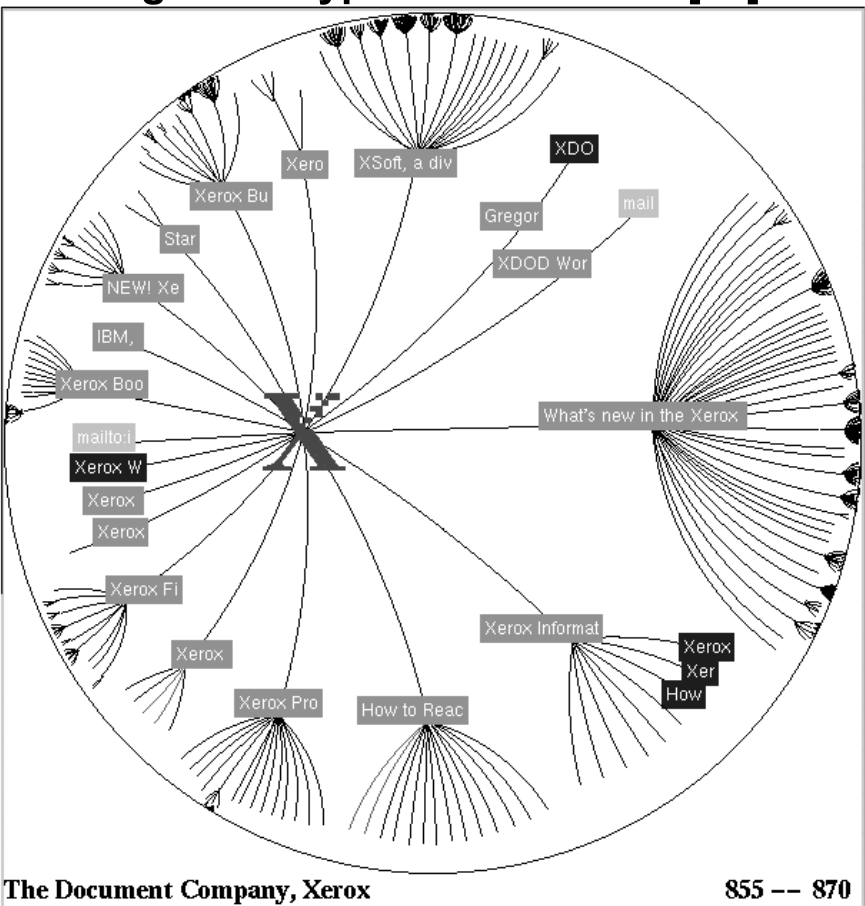 XDO
Xero
XSoft, a div
Xerox Bu
mail
Gregor
Star
XDOD Wor
NEW! Xe
IBM,
Xerox Boo
What's new in the Xerox
mailto:i
Xerox W
Xerox
Xerox
Xerox Fi
Xerox Informat
Xerox
Xerox
Xer
How
Xerox Pro
How to Reac
The Document Company, Xerox
855 -- 870